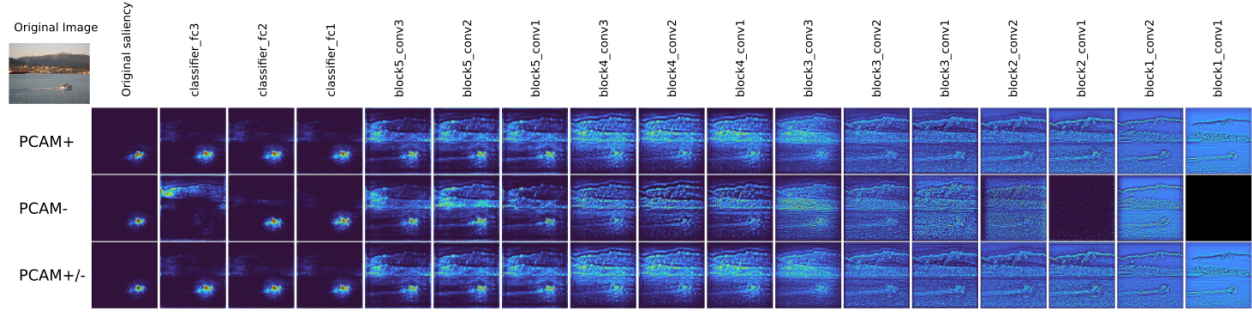 Original Image
Original saliency
classifier_fc3
classifier_fc2
classifier_fc1
block5_conv3
block5_conv2
block5_conv1
block4_conv3
block4_conv2
block4_conv1
block3_conv3
block3_conv2
block3_conv1
block2_conv2
block2_conv1
block1_conv2
block1_conv1
PCAM+
PCAM-
PCAM+/-